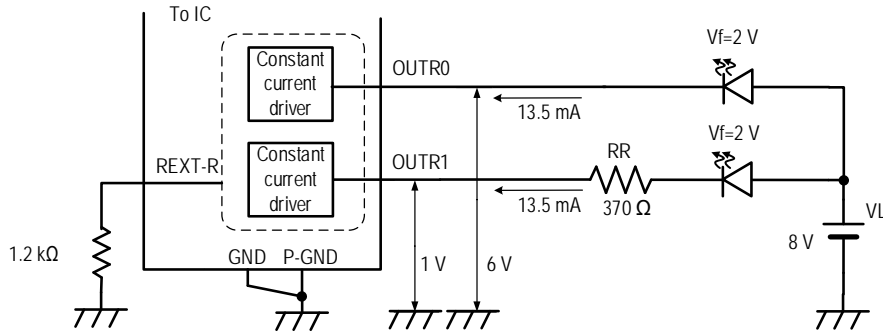 To IC
Vf=2 V
Constant
current
driver
OUTR0
13.5 mA
Vf=2 V
REXT-R
Constant
current
driver
OUTR1
RR
13.5 mA
370 Ω
VL
8 V
1.2 kΩ
GND
P-GND
1 V
6 V